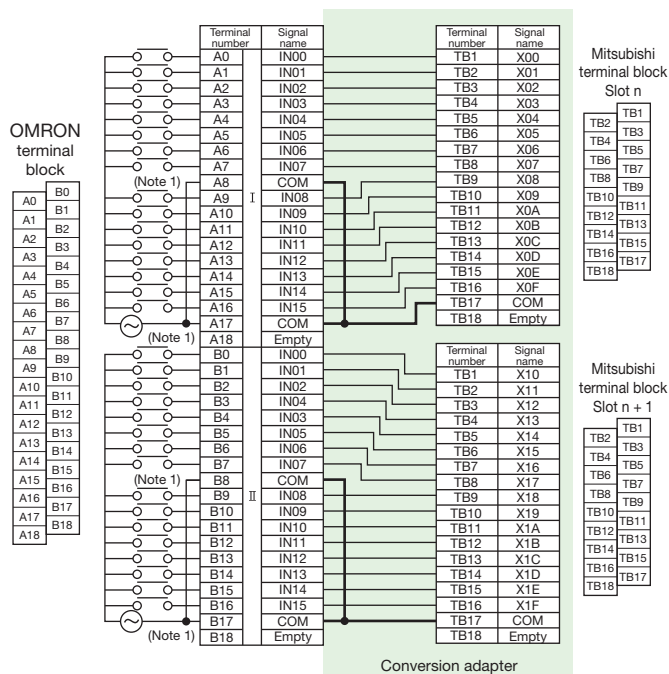 OMRON
terminal
block
A0
A1
A2
A3
A4
A5
A6
A7
A8
A9
A10
A11
A12
A13
A14
A15
A16
A17
A18
B0
B1
B2
B3
B4
B5
B6
B7
B8
B9
B10
B11
B12
B13
B14
B15
B16
B17
B18
(Note 1)
(Note 1)
(Note 1)
(Note 1)
Terminal number Signal name
A0 IN00
A1 IN01
A2 IN02
A3 IN03
A4 IN04
A5 IN05
A6 IN06
A7 IN07
A8 COM
A9 I IN08
A10 IN09
A11 IN10
A12 IN11
A13 IN12
A14 IN13
A15 IN14
A16 IN15
A17 COM
A18 Empty
B0 IN00
B1 IN01
B2 IN02
B3 IN04
B4 IN03
B5 IN05
B6 IN06
B7 IN07
B8 COM
B9 II IN08
B10 IN09
B11 IN10
B12 IN11
B13 IN12
B14 IN13
B15 IN14
B16 IN15
B17 COM
B18 Empty
Terminal number Signal name
TB1 X00
TB2 X01
TB3 X02
TB4 X03
TB5 X04
TB6 X05
TB7 X06
TB8 X07
TB9 X08
TB10 X09
TB11 X0A
TB12 X0B
TB13 X0C
TB14 X0D
TB15 X0E
TB16 X0F
TB17 COM
TB18 Empty
Terminal number Signal name
TB1 X10
TB2 X11
TB3 X12
TB4 X13
TB5 X14
TB6 X15
TB7 X16
TB8 X17
TB9 X18
TB10 X19
TB11 X1A
TB12 X1B
TB13 X1C
TB14 X1D
TB15 X1E
TB16 X1F
TB17 COM
TB18 Empty
Conversion adapter
Mitsubishi
terminal block
Slot n
TB1
TB2
TB3
TB4
TB5
TB6
TB7
TB8
TB9
TB10
TB11
TB12
TB13
TB14
TB15
TB16
TB17
TB18
Mitsubishi
terminal block
Slot n + 1
TB1
TB2
TB3
TB4
TB5
TB6
TB7
TB8
TB9
TB10
TB11
TB12
TB13
TB14
TB15
TB16
TB17
TB18